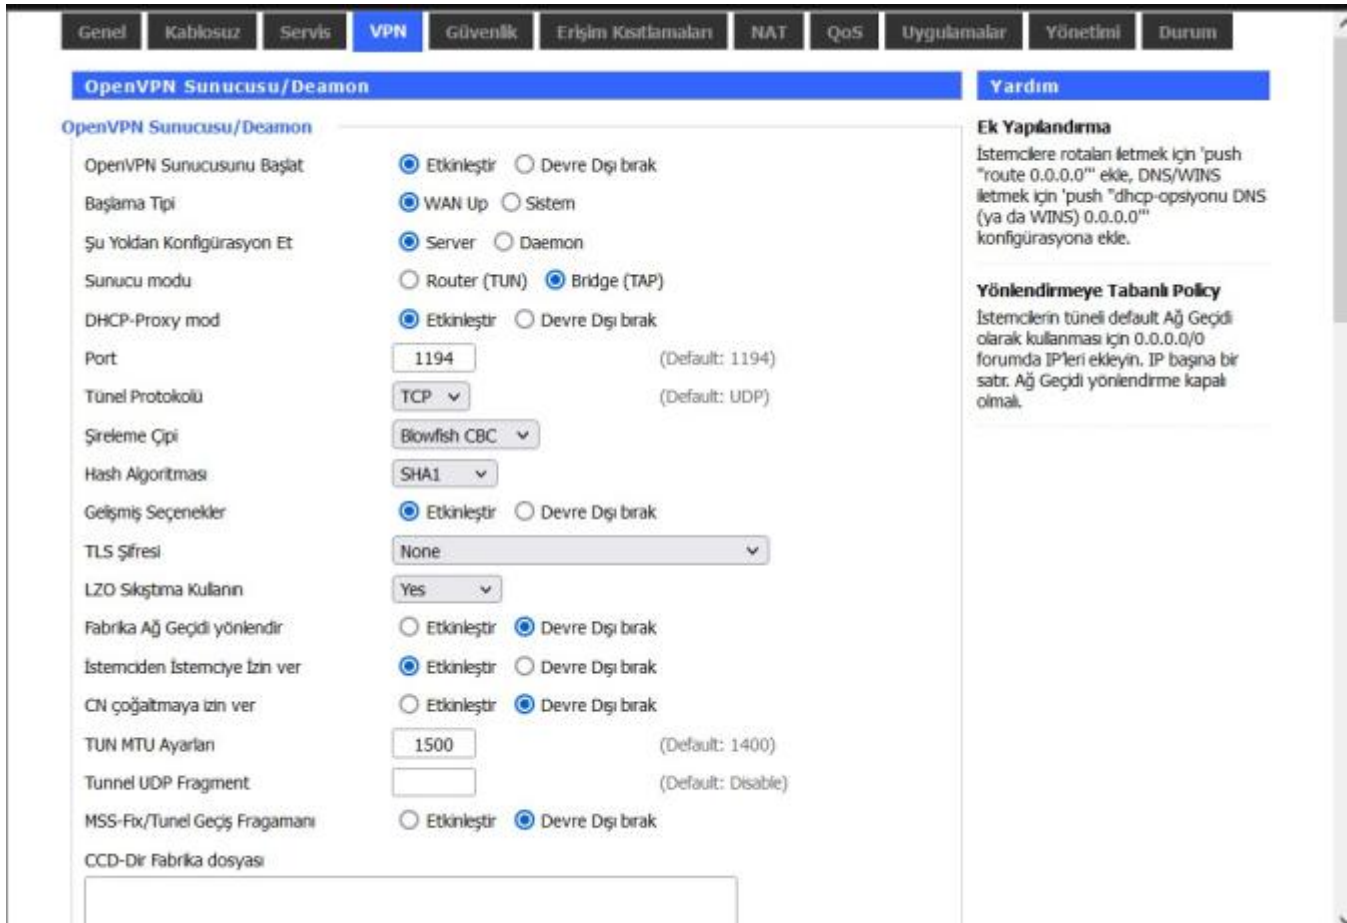 Genel Kablosuz Servis VPN Güvenlik Erişim Kısıtlamaları NAT QoS Uygulamalar Yönetimi Durum
OpenVPN Sunucusu/Deamon
OpenVPN Sunucusu/Deamon
OpenVPN Sunucusunu Başlat Etkinleştir Devre Dışı bırak
Başlama Tipi WAN Up Sistem
Şu Yoldan Konfigürasyon Et Server Daemon
Sunucu modu Router (TUN) Bridge (TAP)
DHCP-Proxy mod Etkinleştir Devre Dışı bırak
Port 1194 (Default: 1194)
Tünel Protokolü TCP (Default: UDP)
Şireleme Çipi Blowfish CBC
Hash Algoritması SHA1
Gelişmiş Seçenekler Etkinleştir Devre Dışı bırak
TLS Şifresi None
LZO Sıkıştıma Kullanın Yes
Fabrika Ağ Geçidi yönlendir Etkinleştir Devre Dışı bırak
İstemciden İstemciye İzin ver Etkinleştir Devre Dışı bırak
CN çoğaltmaya izin ver Etkinleştir Devre Dışı bırak
TUN MTU Ayarları 1500 (Default: 1400)
Tunnel UDP Fragment (Default: Disable)
MSS-Fix/Tunel Geçiş Fragamanı Etkinleştir Devre Dışı bırak
CCD-Dir Fabrika dosyası
Yardım
Ek Yapılandırma
İstemcilere rotaları iletmek için 'push
"route 0.0.0.0"' ekle, DNS/WINS
iletmek için 'push "dhcp-opsiyonu DNS
(ya da WINS) 0.0.0.0"'
konfigürasyona ekle.
Yönlendirmeye Tabanlı Policy
İstemcilerin tüneli default Ağ Geçidi
olarak kullanması için 0.0.0.0/0
forumda IP'leri ekleyin. IP başına bir
satır. Ağ Geçidi yönlendirme kapalı
olmalı.